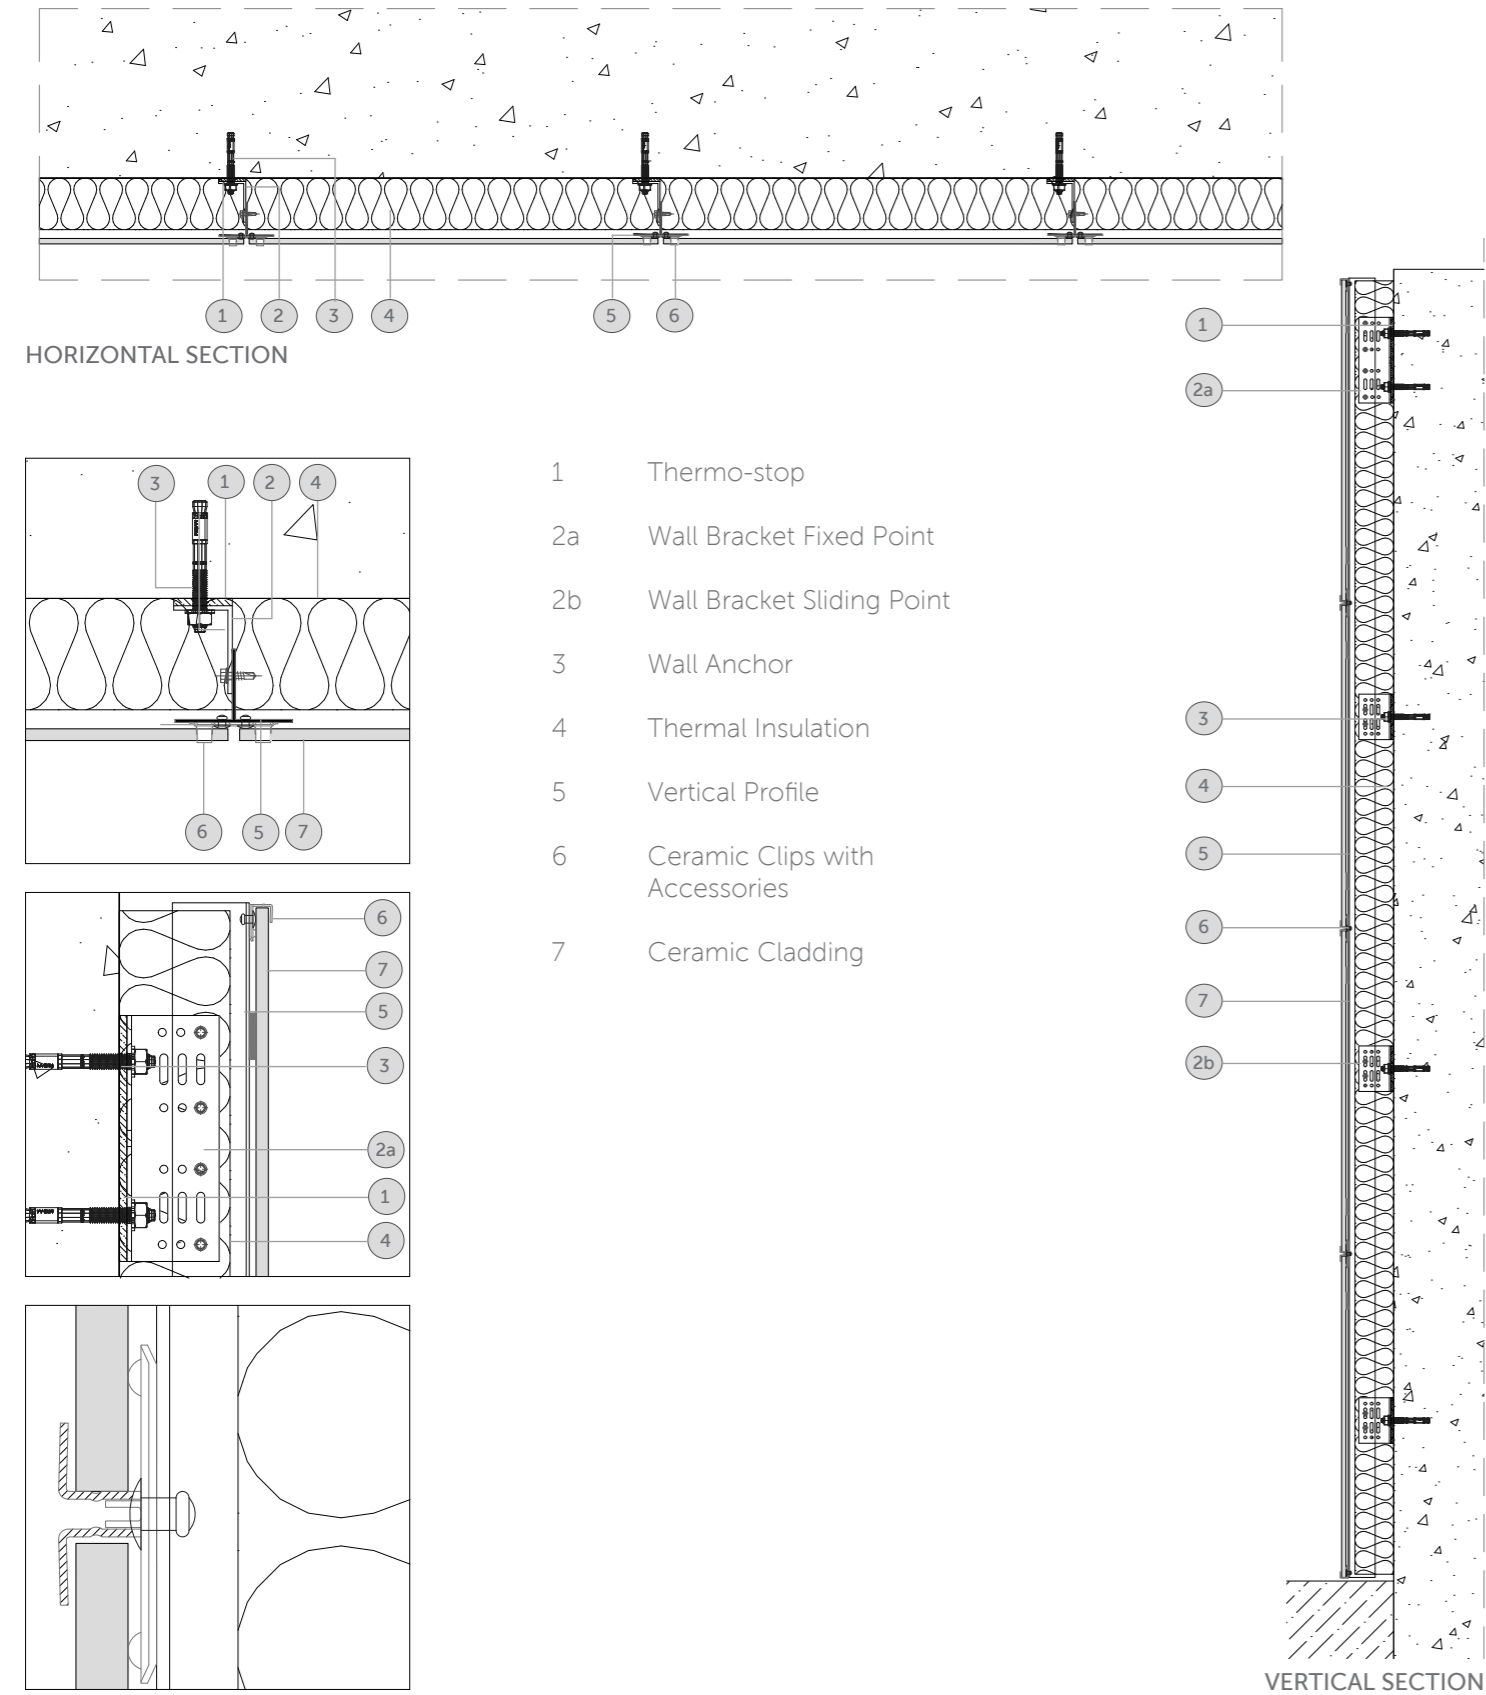 1
2
3
4
5
6
HORIZONTAL SECTION
3
1
2
4
6
5
7
6
7
5
3
2a
1
4
1 Thermo-stop
2a Wall Bracket Fixed Point
2b Wall Bracket Sliding Point
3 Wall Anchor
4 Thermal Insulation
5 Vertical Profile
6 Ceramic Clips with
Accessories
7 Ceramic Cladding
1
2a
3
4
5
6
7
2b
VERTICAL SECTION